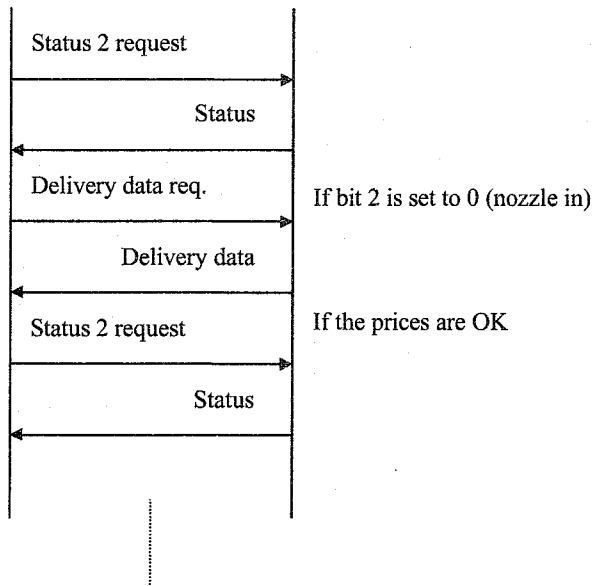 Status 2 request
Status
Delivery data req.
If bit 2 is set to 0 (nozzle in)
Delivery data
Status 2 request
If the prices are OK
Status